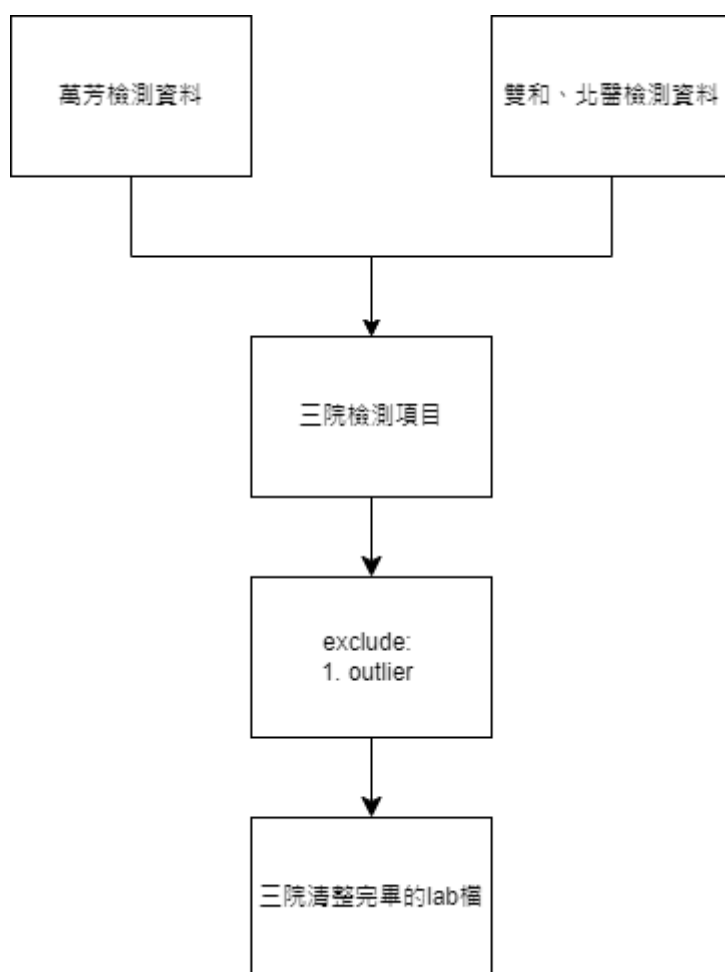 萬芳檢測資料
雙和、北醫檢測資料
三院檢測項目
exclude:
1. outlier
三院清整完畢的lab檔